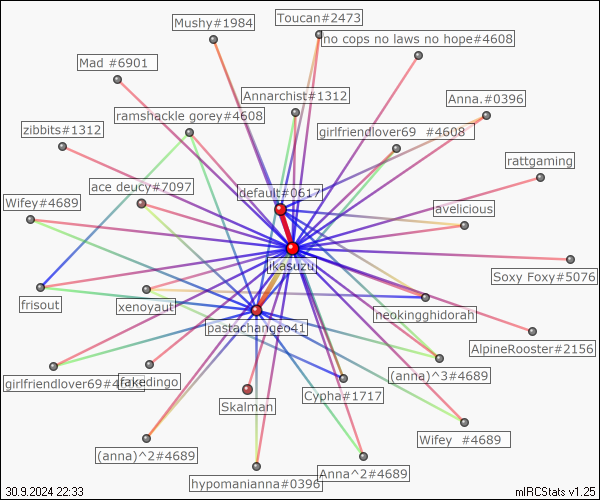 Toucan#2473
Mushy#1984
no cops no laws no hope#4608
Mad #6901
Annarchist#1312
Anna.#0396
ramshackle gorey#4608
zibbits#1312
girlfriendlover69  #4608
rattgaming
ace deucy#7097
default#0617
Wifey#4689
avelicious
ikasuzu
Soxy Foxy#5076
frisout
xenoyaut
neokingghidorah
pastachangeo41
AlpineRooster#2156
girlfriendlover69#4
fakedingo
(anna)^3#4689
Cypha#1717
Skalman
Wifey  #4689
(anna)^2#4689
Anna^2#4689
hypomanianna#0396
30.9.2024 22:33
mIRCStats v1.25